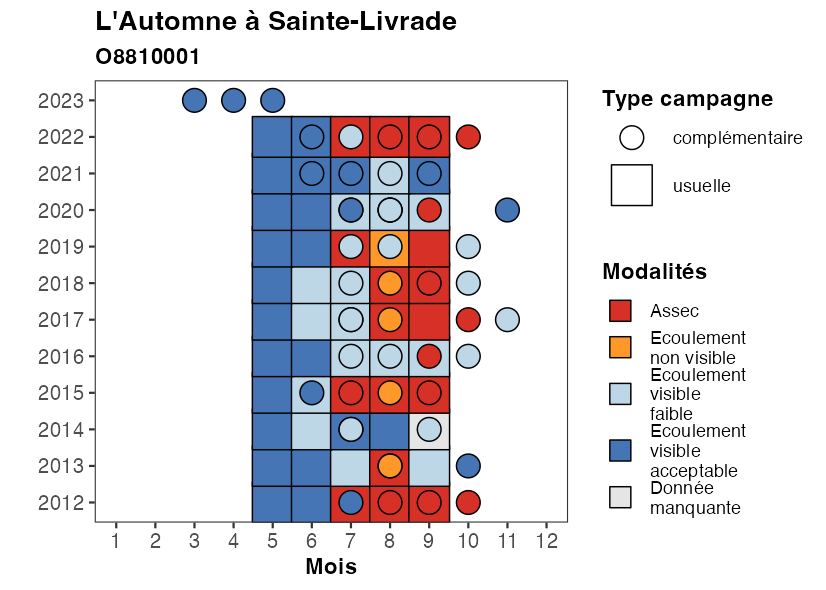 L'Automne à Sainte-Livrade
O8810001
2023
2022
2021
2020
2019
2018
2017
2016
2015
2014
2013
2012
1 2 3 4 5 6 7 8 9 10 11 12
Mois
Type campagne
complémentaire
usuelle
Modalités
Assec
Ecoulement
non visible
Ecoulement
visible
faible
Ecoulement
visible
acceptable
Donnée
manquante